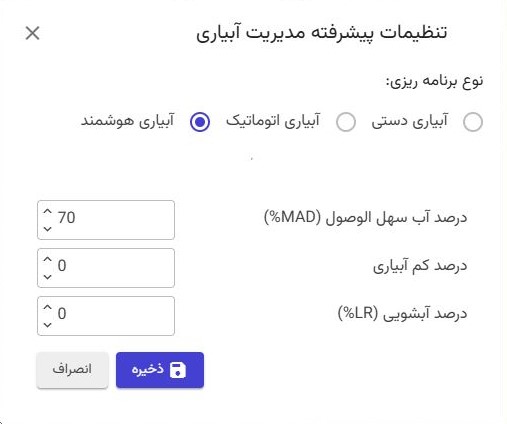 تنظیمات پیشرفته مدیریت آبیاری
نوع برنامه ریزی:
آبیاری دستی آبیاری اتوماتیک آبیاری هوشمند
درصد آب سهل الوصول (MAD%) 70
درصد کم آبیاری 0
درصد آبشویی (LR%) 0
ذخیره انصراف